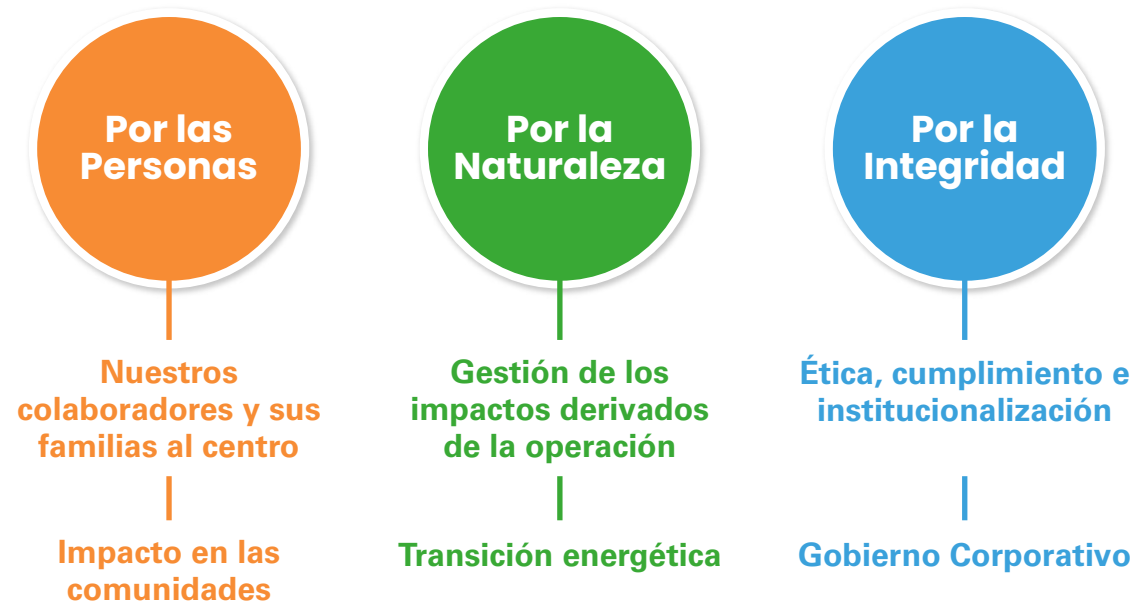 Por las
Personas
Nuestros
colaboradores y sus
familias al centro
Impacto en las
comunidades
Por la
Naturaleza
Gestión de los
impactos derivados
de la operación
Transición energética
Por la
Integridad
Ética, cumplimiento e
institucionalización
Gobierno Corporativo